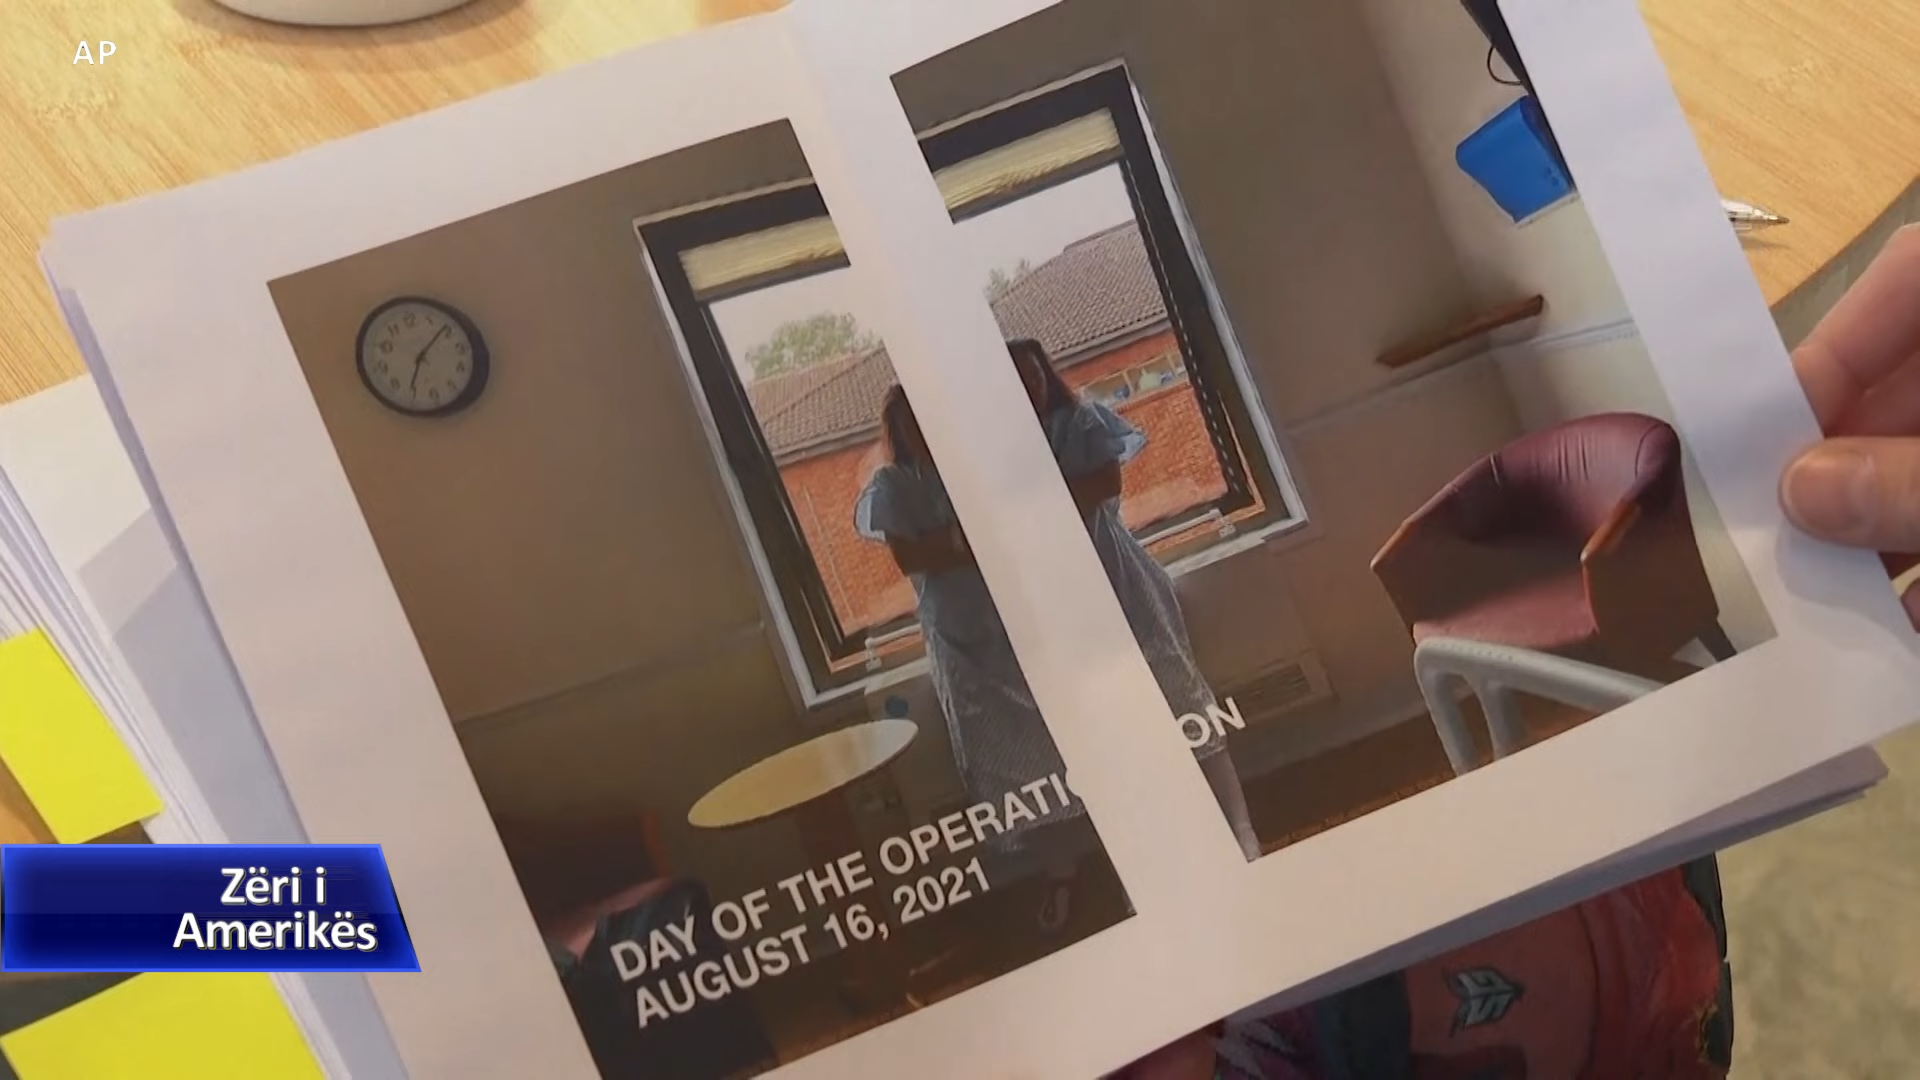 AP
DAY OF THE OPERATI
ON
AUGUST 16, 2021
Zëri i
Amerikës